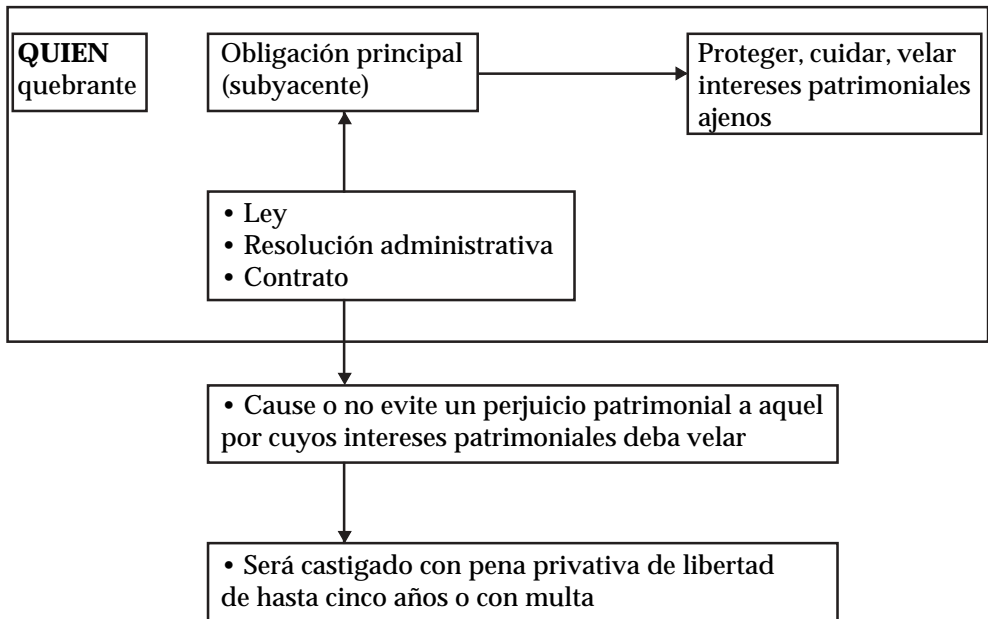 QUIEN
quebrante
Obligación principal
(subyacente)
Proteger, cuidar, velar
intereses patrimoniales
ajenos
• Ley
• Resolución administrativa
• Contrato
• Cause o no evite un perjuicio patrimonial a aquel
por cuyos intereses patrimoniales deba velar
• Será castigado con pena privativa de libertad
de hasta cinco años o con multa